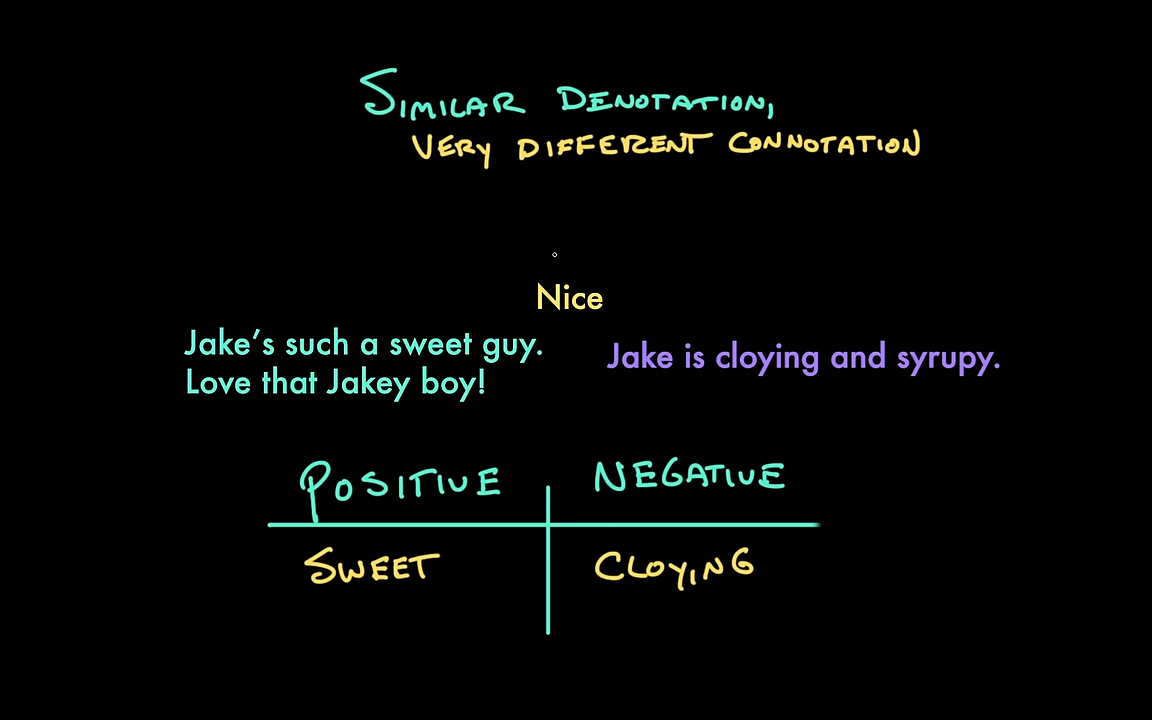 SIMILAR DENOTATION,
VERY DIFFERENT CONNOTATION
Nice
Jake's such a sweet guy.
Love that Jakey boy!
Jake is cloying and syrupy.
POSITIVE NEGATIVE
SWEET CLOYING